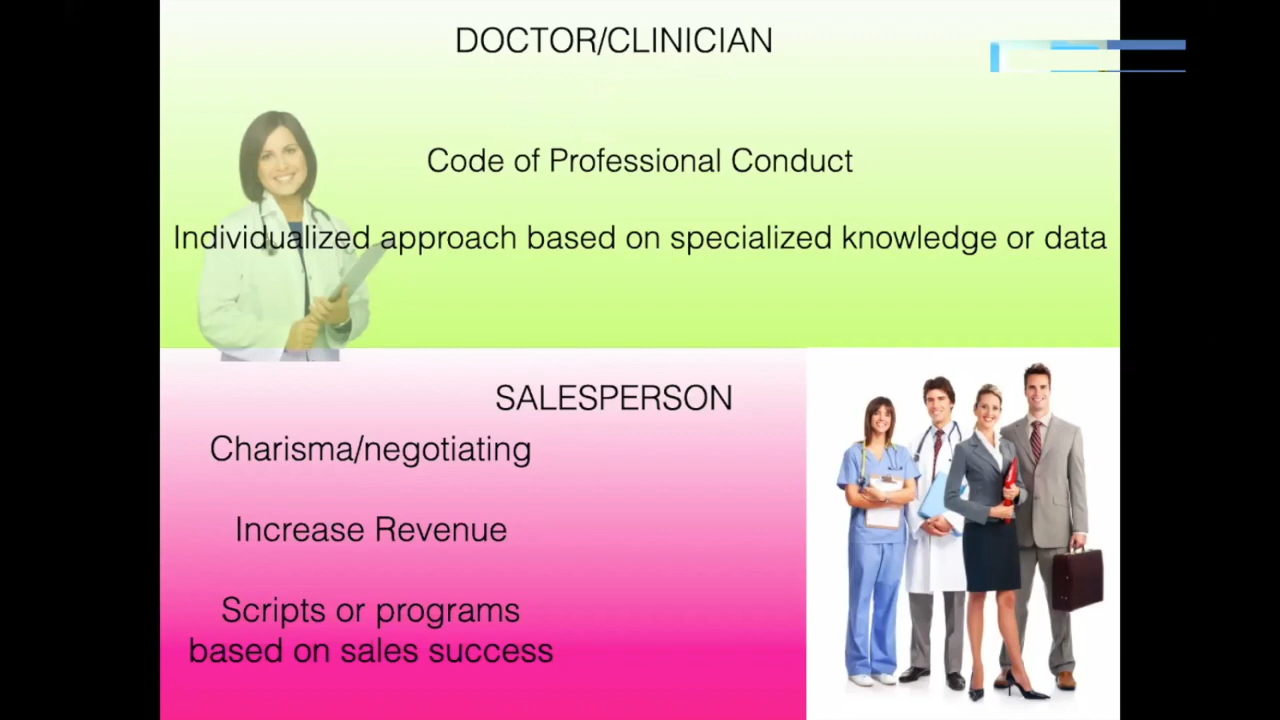 DOCTOR/CLINICIAN
Code of Professional Conduct
Individualized approach based on specialized knowledge or data
SALESPERSON
Charisma/negotiating
Increase Revenue
Scripts or programs
based on sales success